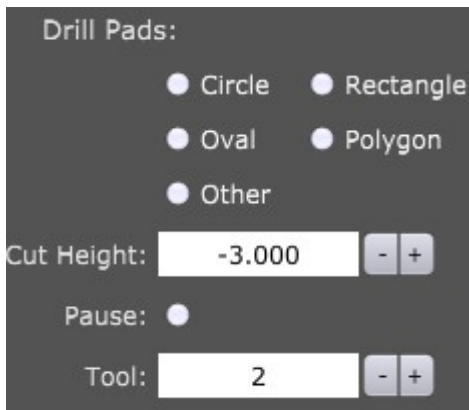 Drill Pads:
Circle Rectangle
Oval Polygon
Other
Cut Height: -3.000 - +
Pause:
Tool: 2 - +